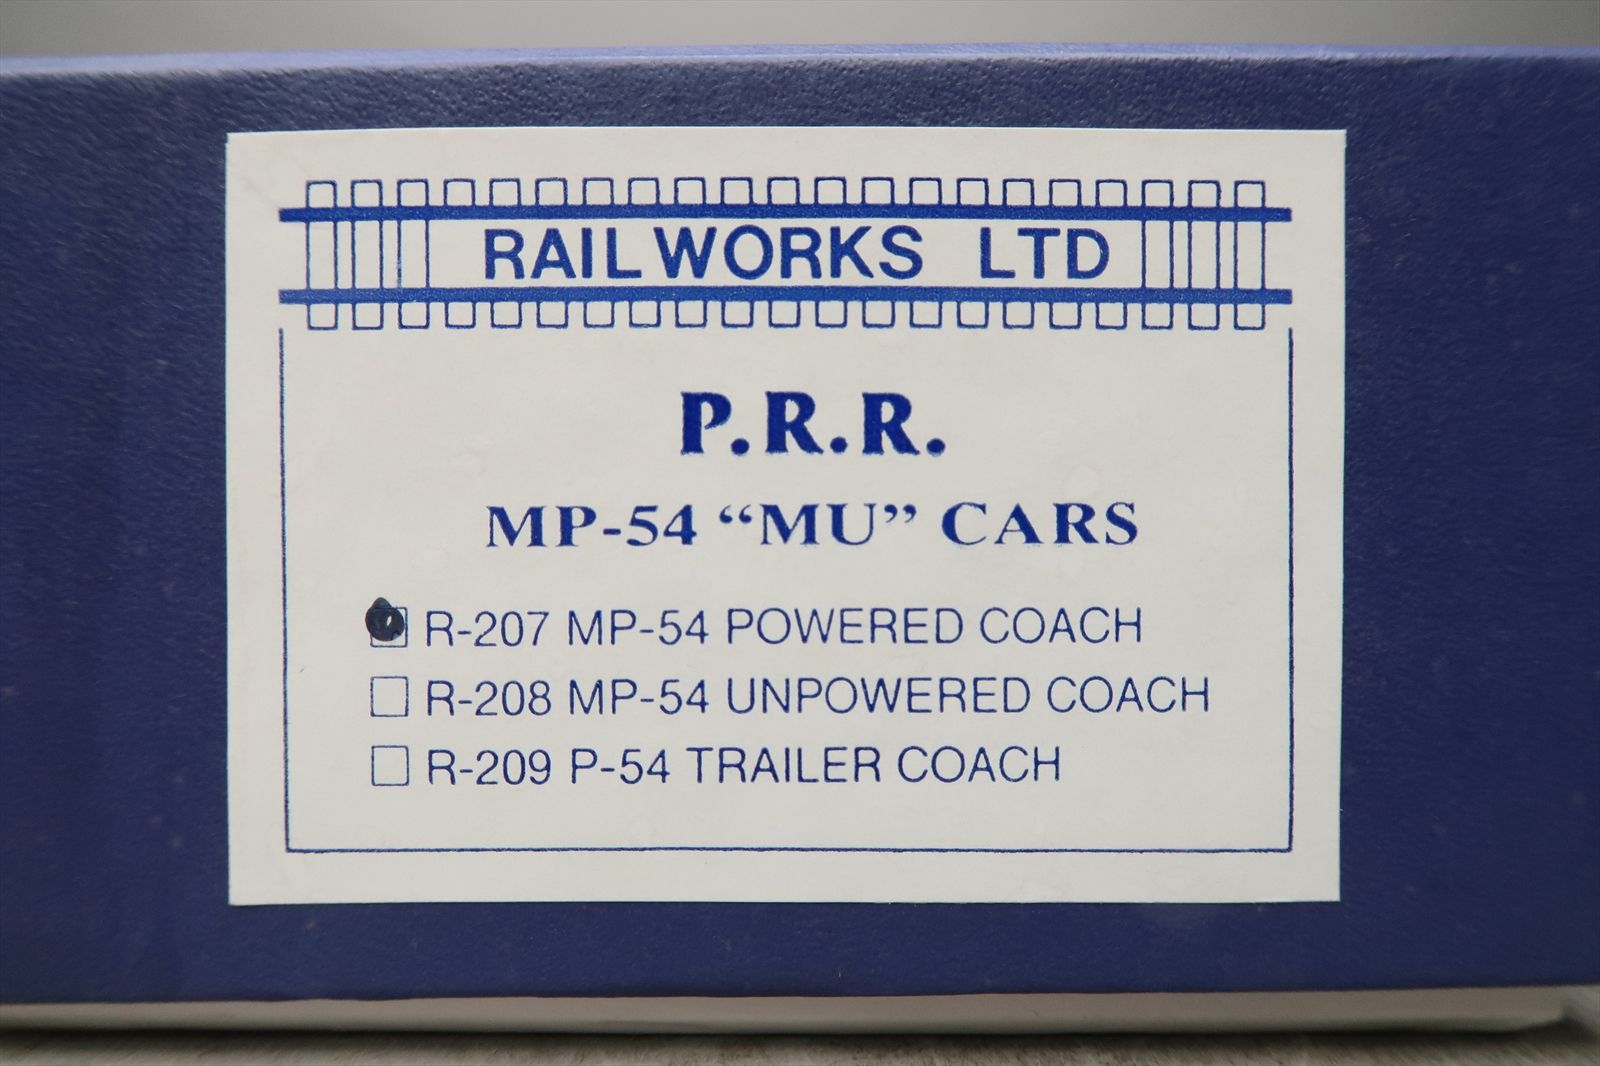 RAILWORKS LTD
P.R.R.
MP-54 “MU” CARS
R-207 MP-54 POWERED COACH
R-208 MP-54 UNPOWERED COACH
R-209 P-54 TRAILER COACH